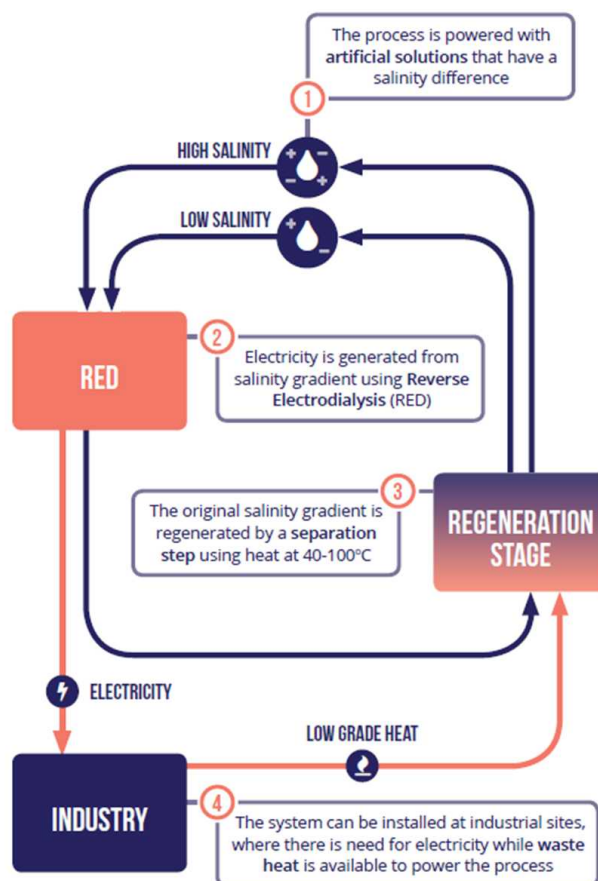 The process is powered with
artificial solutions that have a
salinity difference
1
HIGH SALINITY
LOW SALINITY
RED
2
Electricity is generated from
salinity gradient using Reverse
Electrodialysis (RED)
3
The original salinity gradient is
regenerated by a separation
step using heat at 40-100°C
REGENERATION
STAGE
ELECTRICITY
LOW GRADE HEAT
INDUSTRY
4
The system can be installed at industrial sites,
where there is need for electricity while waste
heat is available to power the process